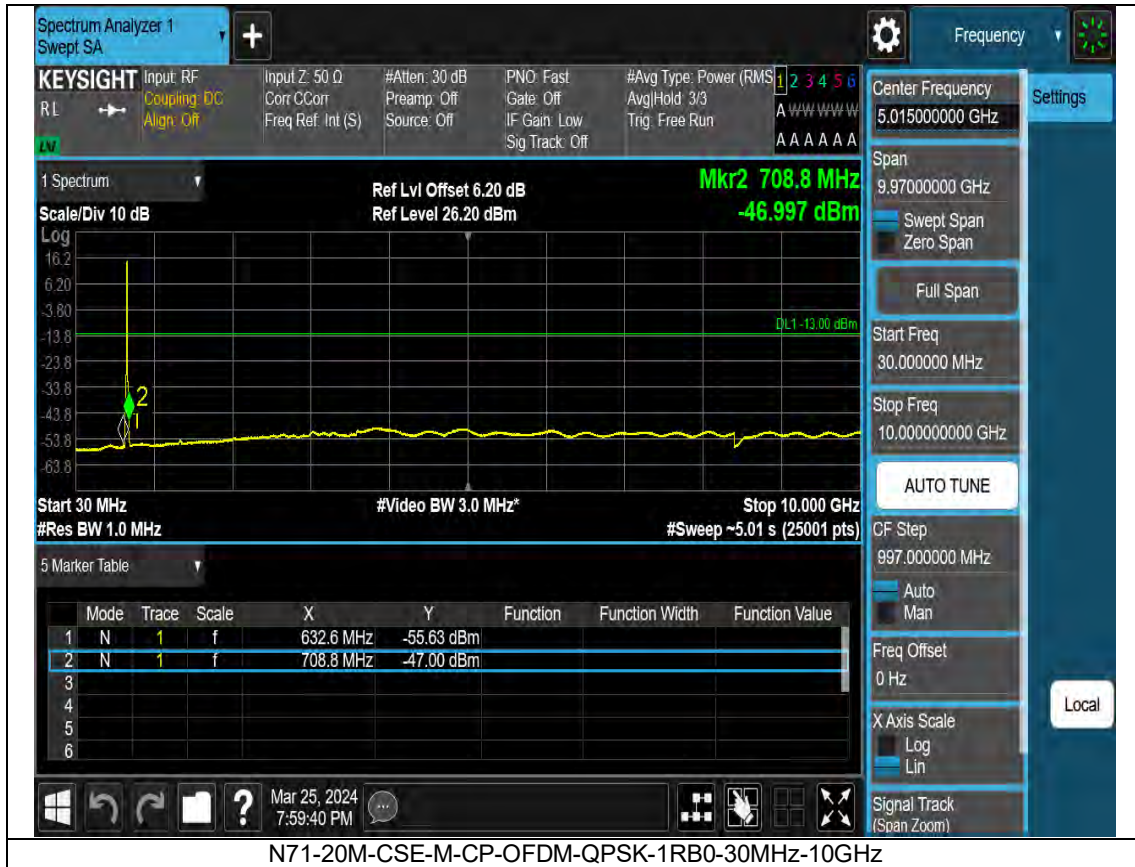 Spectrum Analyzer 1
Swept SA
+
Frequency
KEYSIGHT
RL
Input: RF
Coupling: DC
Align: Off
Input Z: 50 Ω
Corr CCorr
Freq Ref: Int (S)
#Atten: 30 dB
Preamp: Off
Source: Off
PNO: Fast
Gate: Off
IF Gain: Low
Sig Track: Off
#Avg Type: Power (RMS
Avg|Hold: 3/3
Trig: Free Run
1 2 3 4 5 6
A W W W W W
A A A A A A
1 Spectrum
Scale/Div 10 dB
Ref Lvl Offset 6.20 dB
Ref Level 26.20 dBm
Mkr2 708.8 MHz
-46.997 dBm
Log
16.2
6.20
-3.80
-13.8
-23.8
-33.8
-43.8
-53.8
-63.8
DL1 -13.00 dBm
2
1
Start 30 MHz
#Res BW 1.0 MHz
#Video BW 3.0 MHz*
Stop 10.000 GHz
#Sweep ~5.01 s (25001 pts)
5 Marker Table
Mode Trace Scale X Y Function Function Width Function Value
1 N 1 f 632.6 MHz -55.63 dBm
2 N 1 f 708.8 MHz -47.00 dBm
3
4
5
6
Mar 25, 2024
7:59:40 PM
?
Center Frequency
5.015000000 GHz
Settings
Span
9.97000000 GHz
Swept Span
Zero Span
Full Span
Start Freq
30.000000 MHz
Stop Freq
10.000000000 GHz
AUTO TUNE
CF Step
997.000000 MHz
Auto
Man
Freq Offset
0 Hz
X Axis Scale
Log
Lin
Signal Track
(Span Zoom)
Local
N71-20M-CSE-M-CP-OFDM-QPSK-1RB0-30MHz-10GHz